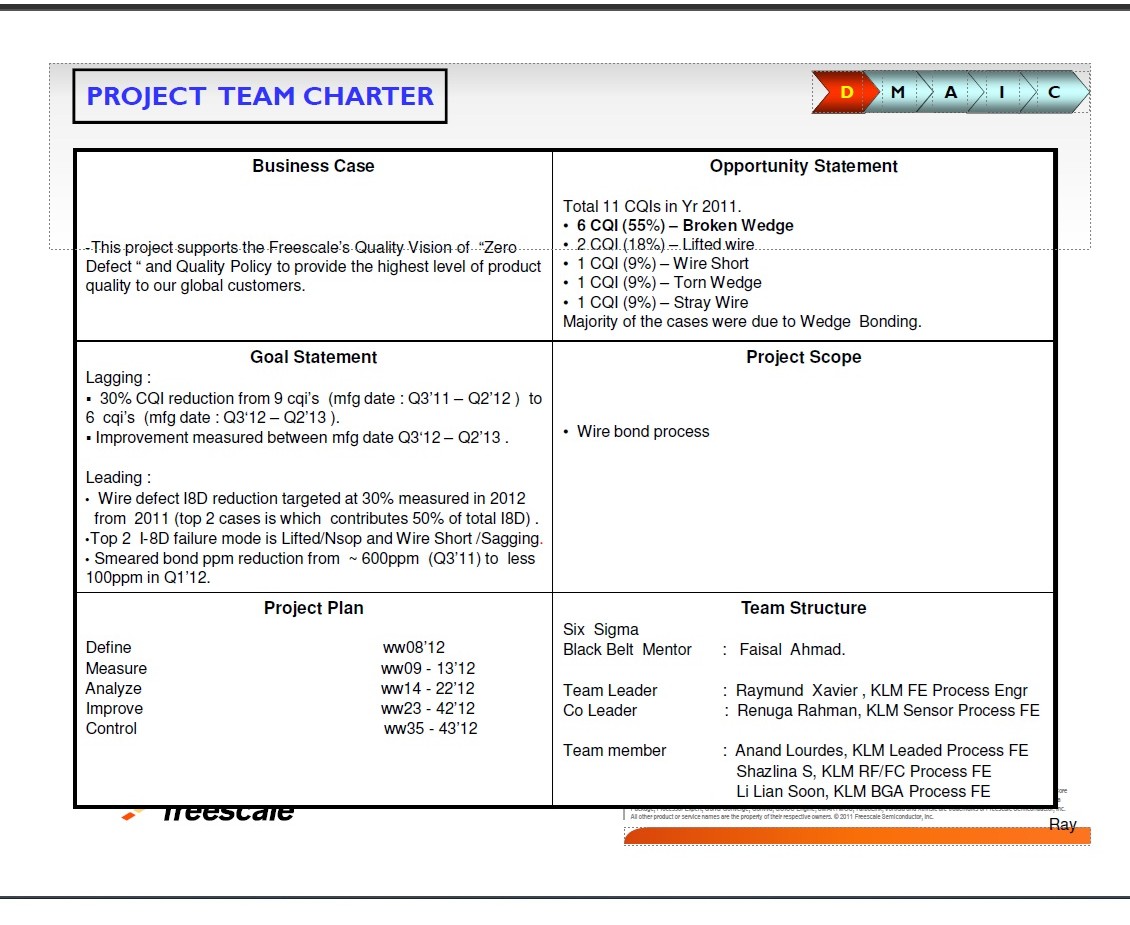 PROJECT TEAM CHARTER
D M A I C
Business Case
-This project supports the Freescale's Quality Vision of “Zero
Defect “ and Quality Policy to provide the highest level of product
quality to our global customers.
Opportunity Statement
Total 11 CQIs in Yr 2011.
• 6 CQI (55%) – Broken Wedge
• 2 CQI (18%) – Lifted wire
• 1 CQI (9%) – Wire Short
• 1 CQI (9%) – Torn Wedge
• 1 CQI (9%) – Stray Wire
Majority of the cases were due to Wedge Bonding.
Goal Statement
Lagging :
▪ 30% CQI reduction from 9 cqi's (mfg date : Q3'11 – Q2'12 ) to
6 cqi's (mfg date : Q3'12 – Q2'13 ).
▪ Improvement measured between mfg date Q3'12 – Q2'13 .
Leading :
• Wire defect I8D reduction targeted at 30% measured in 2012
from 2011 (top 2 cases is which contributes 50% of total I8D) .
•Top 2 I-8D failure mode is Lifted/Nsop and Wire Short /Sagging.
• Smeared bond ppm reduction from ~ 600ppm (Q3'11) to less
100ppm in Q1'12.
Project Scope
• Wire bond process
Project Plan
Define ww08'12
Measure ww09 - 13'12
Analyze ww14 - 22'12
Improve ww23 - 42'12
Control ww35 - 43'12
Team Structure
Six Sigma
Black Belt Mentor : Faisal Ahmad.
Team Leader : Raymund Xavier , KLM FE Process Engr
Co Leader : Renuga Rahman, KLM Sensor Process FE
Team member : Anand Lourdes, KLM Leaded Process FE
Shazlina S, KLM RF/FC Process FE
Li Lian Soon, KLM BGA Process FE
freescale
All other product or service names are the property of their respective owners. © 2011 Freescale Semiconductor, Inc.
Ray